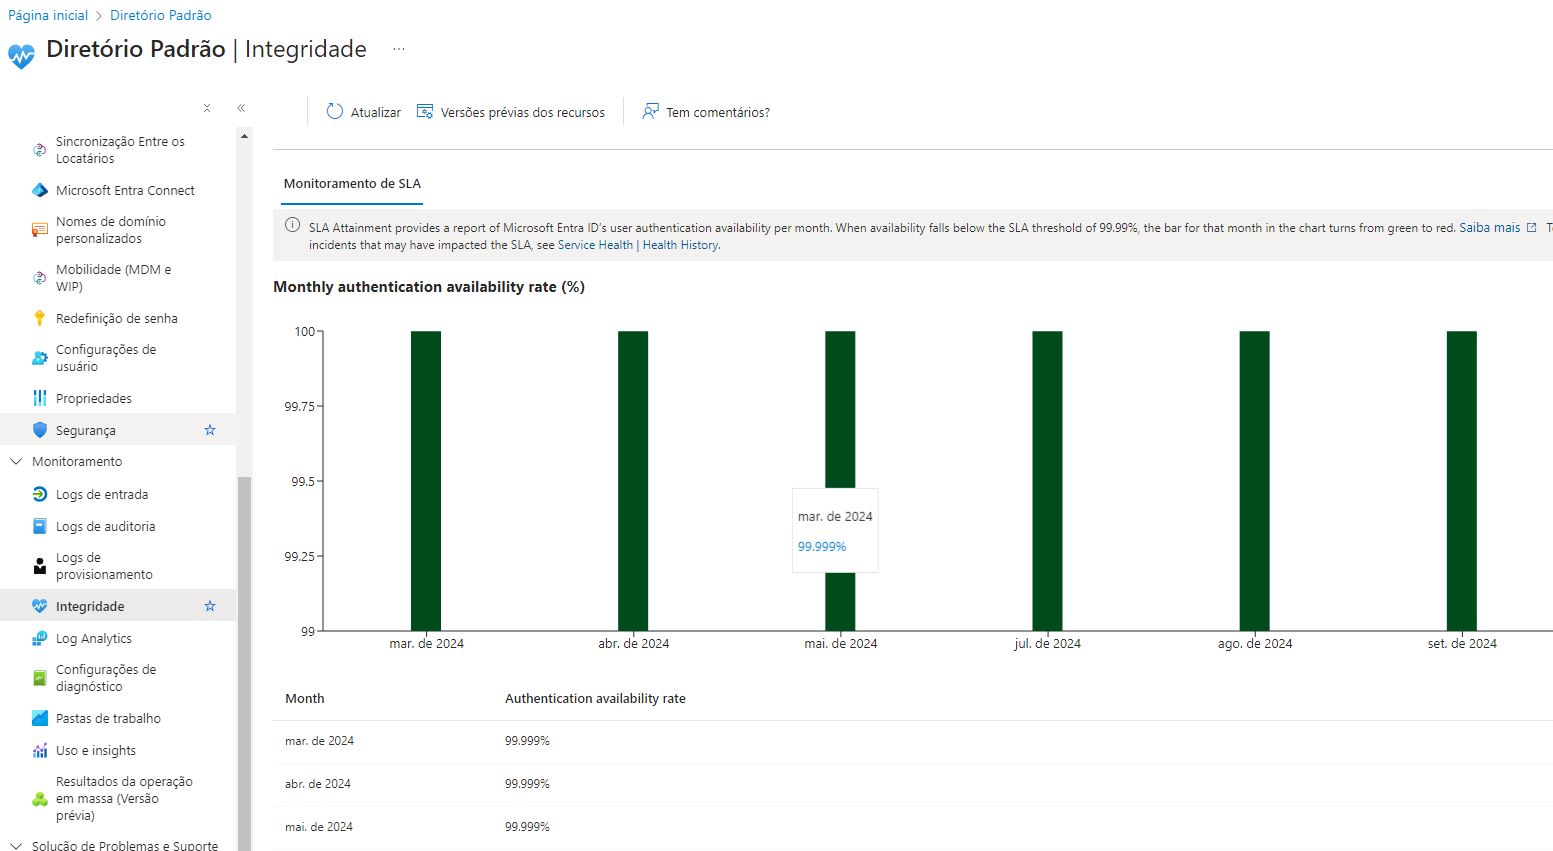 Página inicial > Diretório Padrão
Diretório Padrão | Integridade ...
Sincronização Entre os
Locatários
Microsoft Entra Connect
Nomes de domínio
personalizados
Mobilidade (MDM e
WIP)
Redefinição de senha
Configurações de
usuário
Propriedades
Segurança
Monitoramento
Logs de entrada
Logs de auditoria
Logs de
provisionamento
Integridade
Log Analytics
Configurações de
diagnóstico
Pastas de trabalho
Uso e insights
Resultados da operação
em massa (Versão
prévia)
Solução de Problemas e Suporte
Atualizar
Versões prévias dos recursos
Tem comentários?
Monitoramento de SLA
SLA Attainment provides a report of Microsoft Entra ID's user authentication availability per month. When availability falls below the SLA threshold of 99.99%, the bar for that month in the chart turns from green to red. Saiba mais
incidents that may have impacted the SLA, see Service Health | Health History.
Monthly authentication availability rate (%)
100
99.75
99.5
99.25
99
mar. de 2024
99.999%
mar. de 2024
abr. de 2024
mai. de 2024
jul. de 2024
ago. de 2024
set. de 2024
Month Authentication availability rate
mar. de 2024 99.999%
abr. de 2024 99.999%
mai. de 2024 99.999%